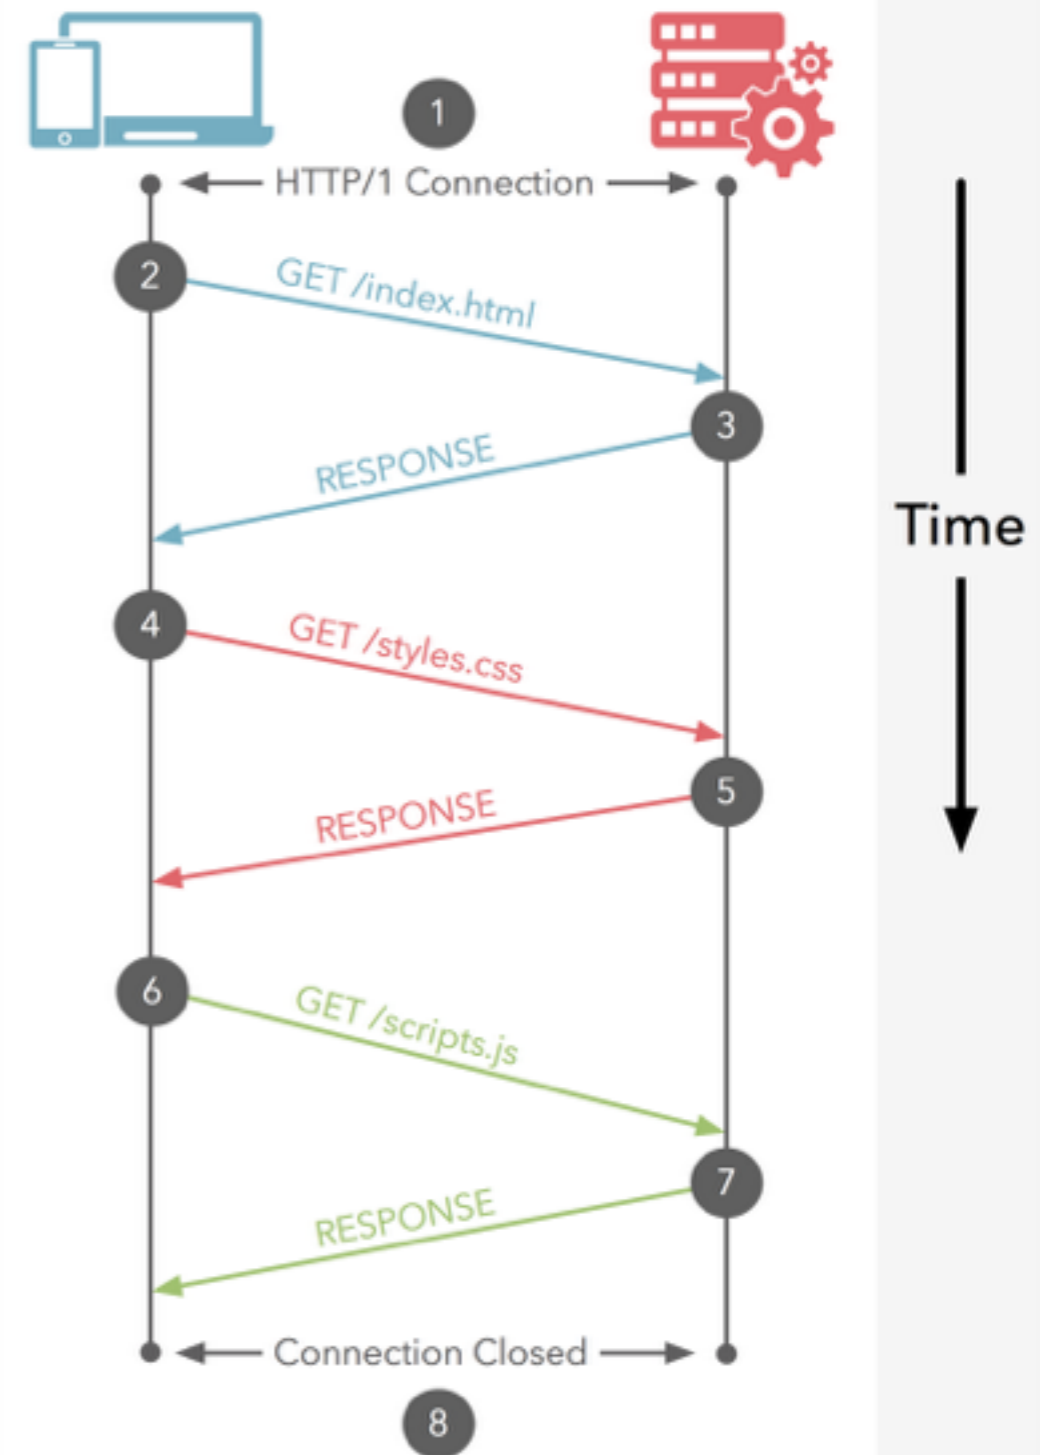 1
HTTP/1 Connection
2
GET /index.html
3
RESPONSE
Time
4
GET /styles.css
5
RESPONSE
6
GET /scripts.js
7
RESPONSE
Connection Closed
8